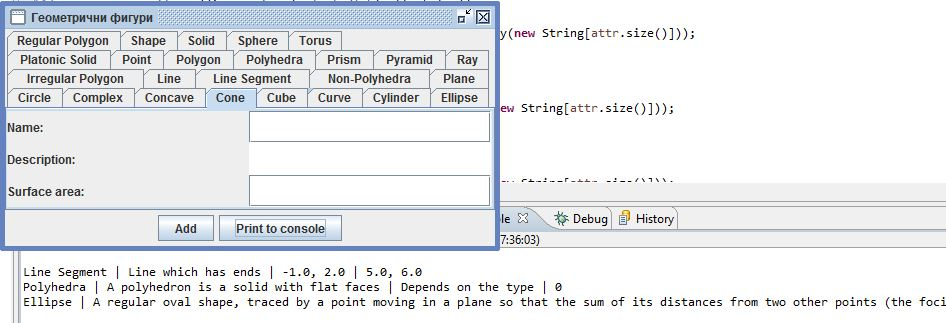 Геометрични фигури
Regular Polygon Shape Solid Sphere Torus
Platonic Solid Point Polygon Polyhedra Prism Pyramid Ray
Irregular Polygon Line Line Segment Non-Polyhedra Plane
Circle Complex Concave Cone Cube Curve Cylinder Ellipse
Name:
Description:
Surface area:
Add Print to console
y(new String[attr.size()]));
ew String[attr.size()]));
String[attr.size()]));
le Debug History
7:36:03)
Line Segment | Line which has ends | -1.0, 2.0 | 5.0, 6.0
Polyhedra | A polyhedron is a solid with flat faces | Depends on the type | 0
Ellipse | A regular oval shape, traced by a point moving in a plane so that the sum of its distances from two other points (the foci